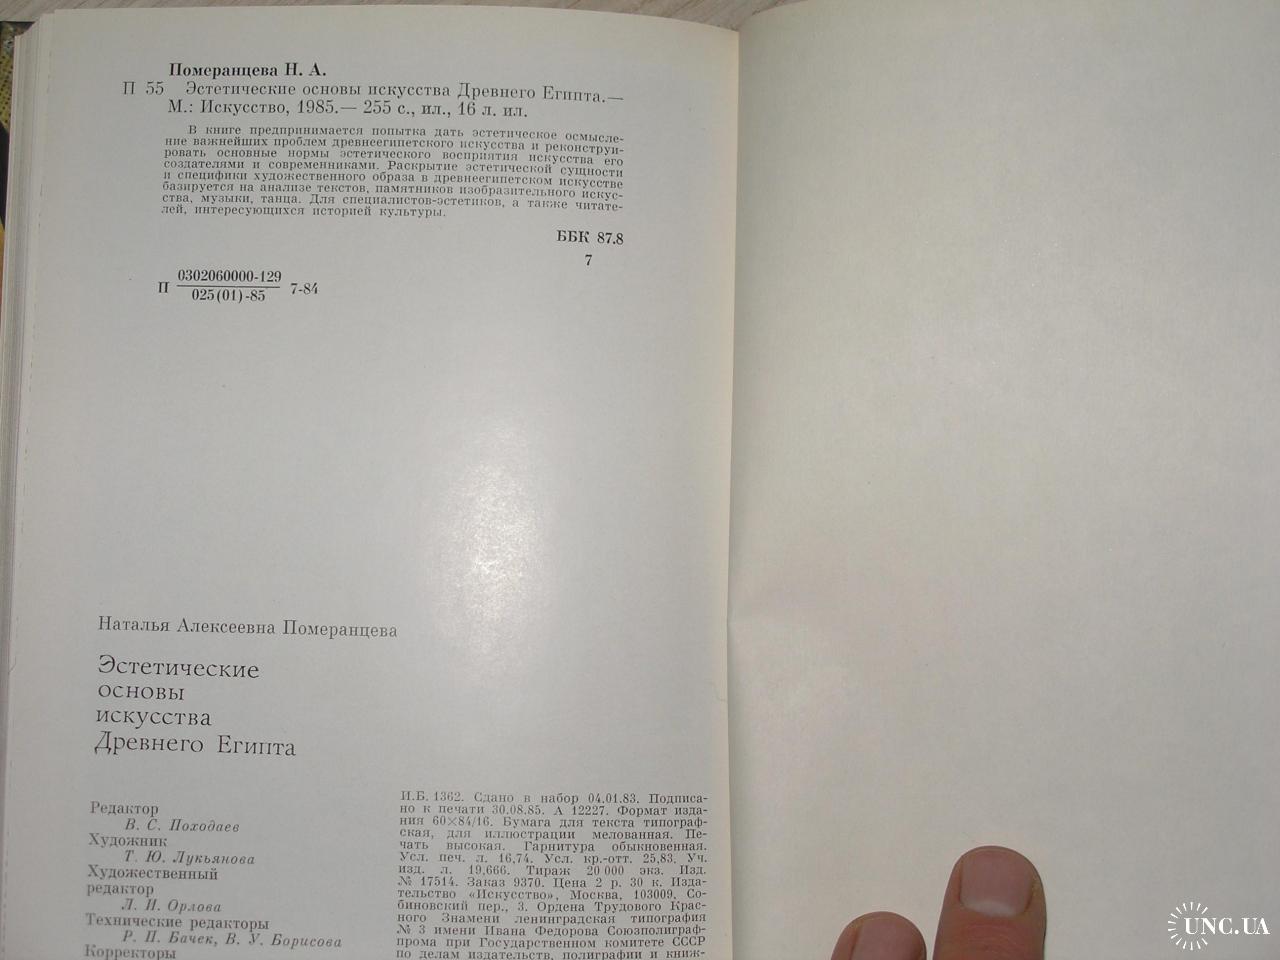 Померанцева Н. А.
П 55 Эстетические основы искусства Древнего Египта.—
М.: Искусство, 1985.— 255 с., ил., 16 л. ил.
В книге предпринимается попытка дать эстетическое осмысле-
ние важнейших проблем древнеегипетского искусства и реконструи-
ровать основные нормы эстетического восприятия искусства его
создателями и современниками. Раскрытие эстетической сущности
и специфики художественного образа в древнеегипетском искусстве
базируется на анализе текстов, памятников изобразительного искус-
ства, музыки, танца. Для специалистов-эстетиков, а также читате-
лей, интересующихся историей культуры.
ББК 87.8
7
П 0302060000-129
025(01)-85 7-84
Наталья Алексеевна Померанцева
Эстетические
основы
искусства
Древнего Египта
Редактор
В. С. Походаев
Художник
Т. Ю. Лукьянова
Художественный
редактор
Л. И. Орлова
Технические редакторы
Р. П. Бачек, В. У. Борисова
Корректоры
И.Б. 1362. Сдано в набор 04.01.83. Подписа-
но к печати 30.08.85. А 12227. Формат изда-
ния 60×84/16. Бумага для текста типограф-
ская, для иллюстрации мелованная. Пе-
чать высокая. Гарнитура обыкновенная.
Усл. печ. л. 16,74. Усл. кр.-отт. 25,83. Уч.
изд. л. 19,666. Тираж 20 000 экз. Изд.
№ 17514. Заказ 9370. Цена 2 р. 30 к. Изда-
тельство «Искусство», Москва, 103009, Со-
биновский пер., 3. Ордена Трудового Крас-
ного Знамени ленинградская типография
№ 3 имени Ивана Федорова Союзполиграф-
прома при Государственном комитете СССР
по делам издательств, полиграфии и книж-
UNC.UA